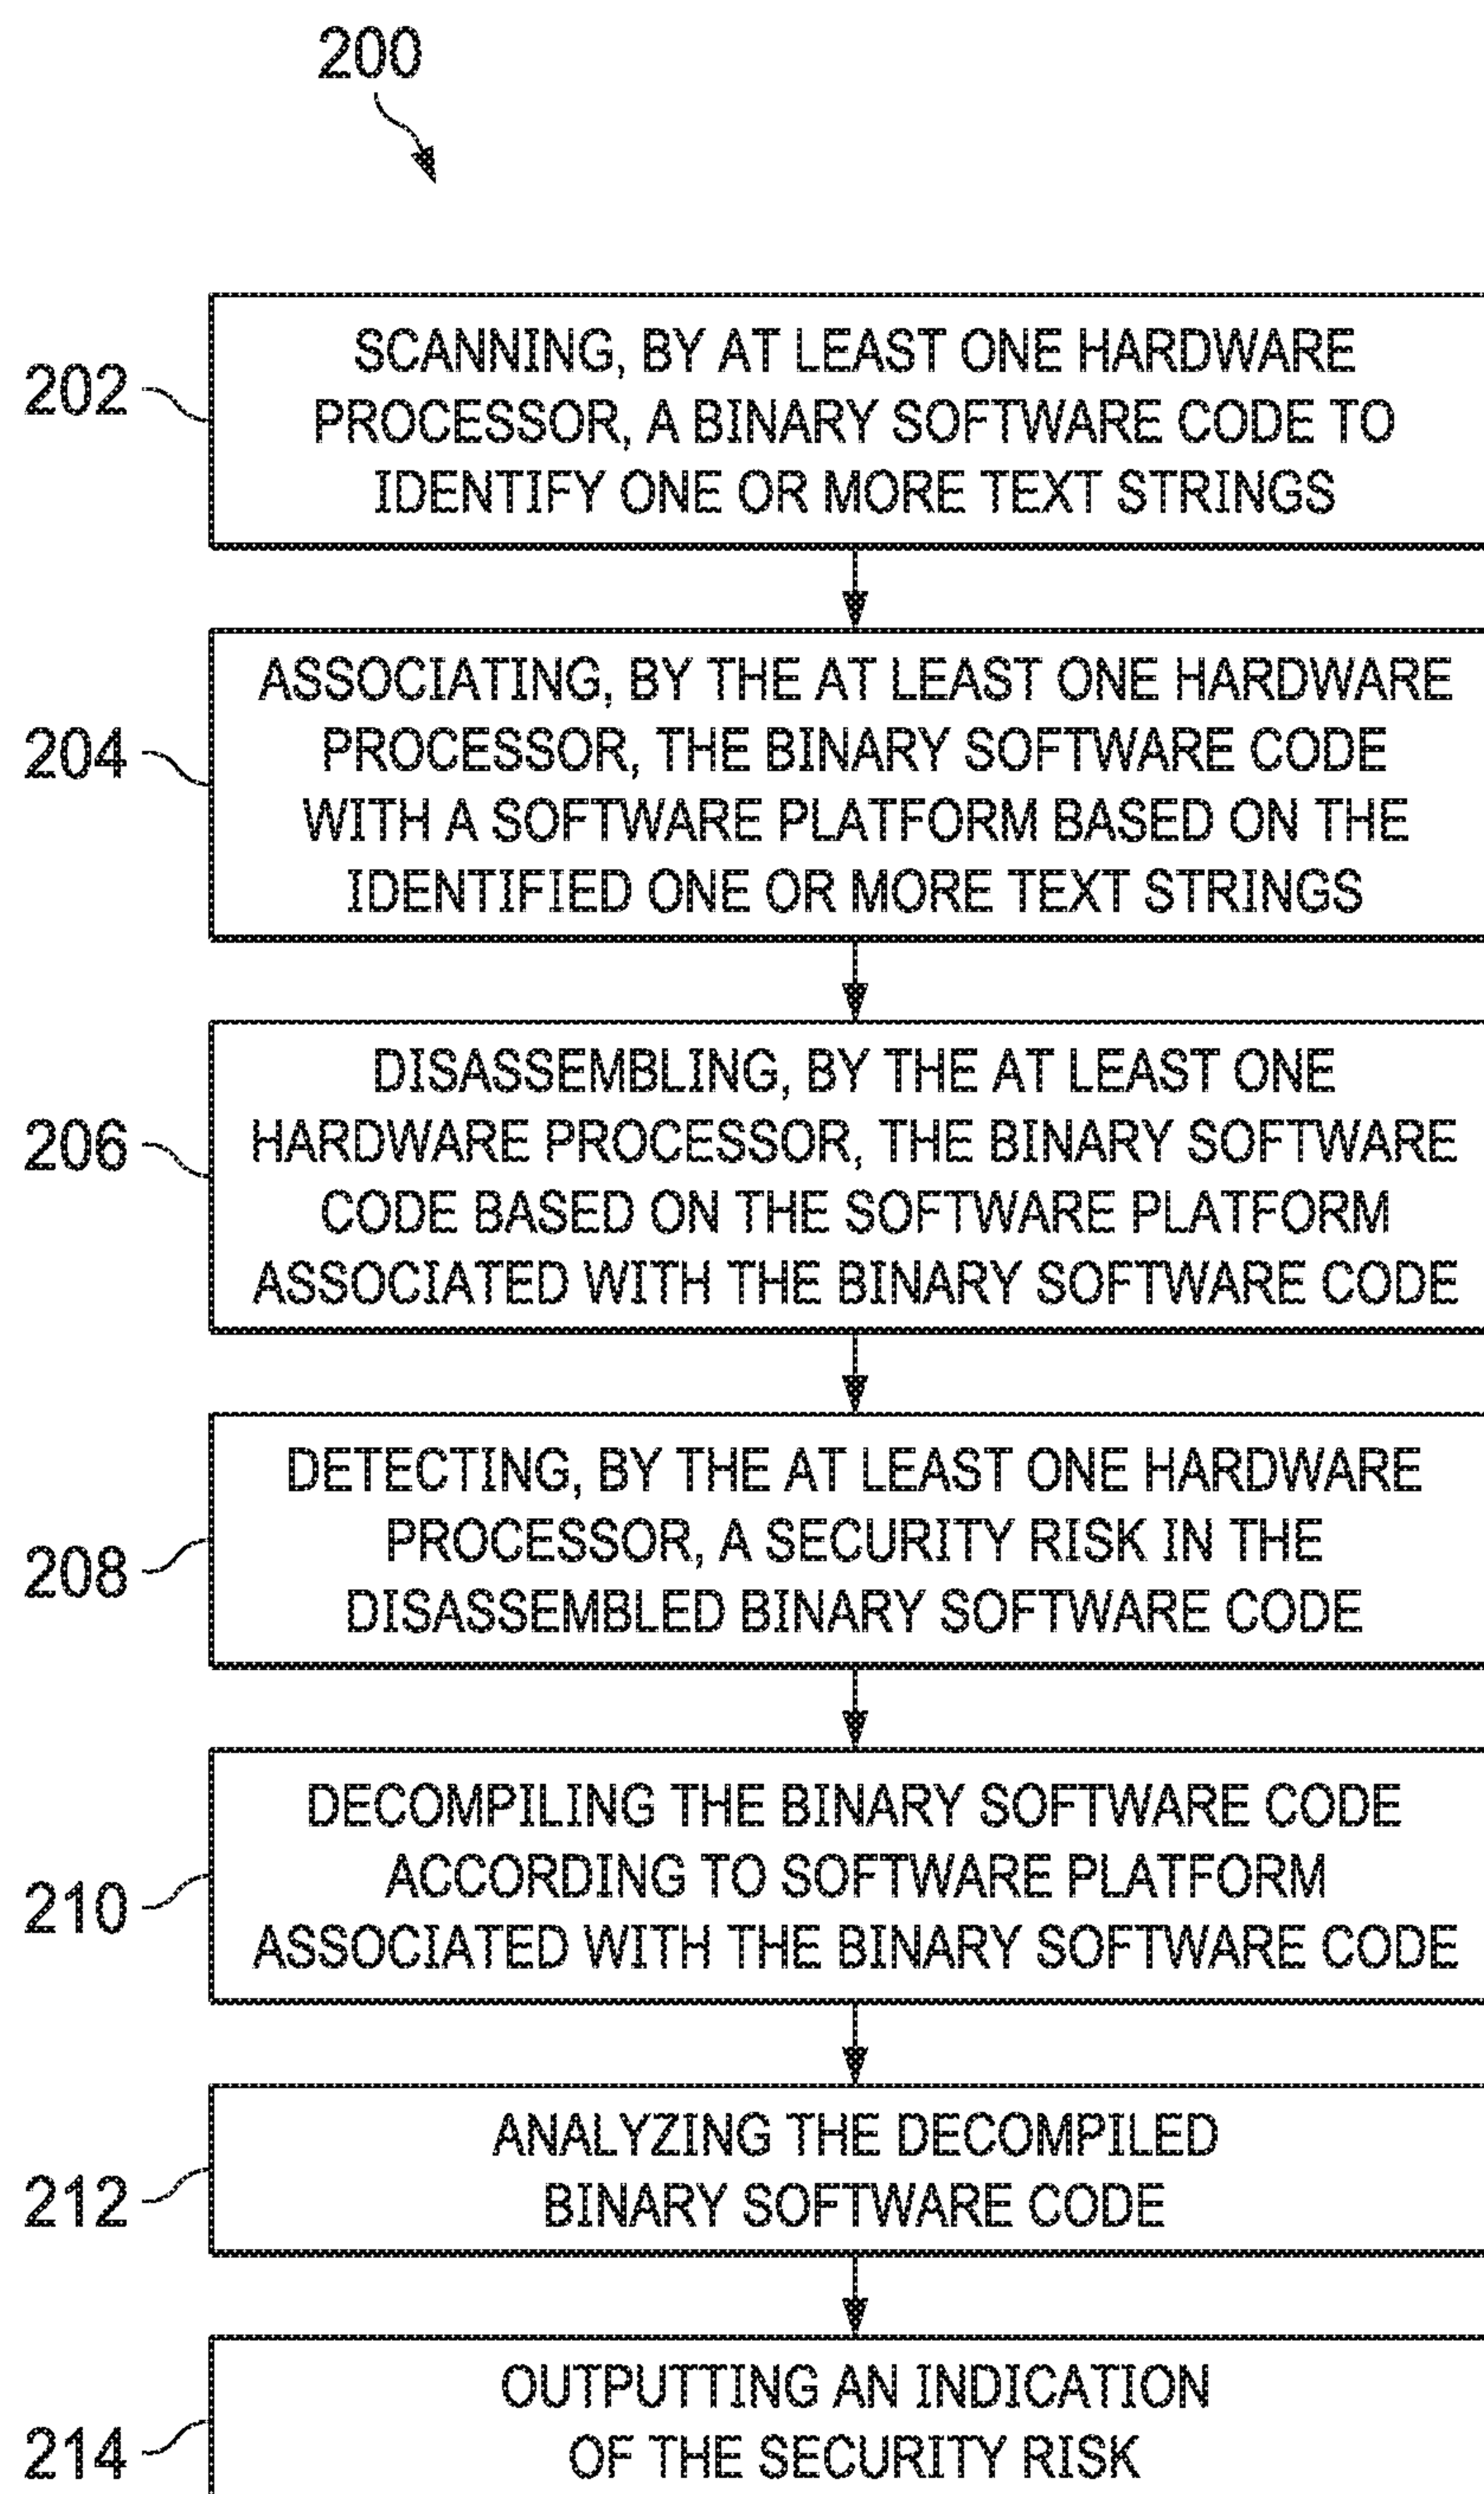 200
202
SCANNING, BY AT LEAST ONE HARDWARE
PROCESSOR, A BINARY SOFTWARE CODE TO
IDENTIFY ONE OR MORE TEXT STRINGS
204
ASSOCIATING, BY THE AT LEAST ONE HARDWARE
PROCESSOR, THE BINARY SOFTWARE CODE
WITH A SOFTWARE PLATFORM BASED ON THE
IDENTIFIED ONE OR MORE TEXT STRINGS
206
DISASSEMBLING, BY THE AT LEAST ONE
HARDWARE PROCESSOR, THE BINARY SOFTWARE
CODE BASED ON THE SOFTWARE PLATFORM
ASSOCIATED WITH THE BINARY SOFTWARE CODE
208
DETECTING, BY THE AT LEAST ONE HARDWARE
PROCESSOR, A SECURITY RISK IN THE
DISASSEMBLED BINARY SOFTWARE CODE
210
DECOMPILING THE BINARY SOFTWARE CODE
ACCORDING TO SOFTWARE PLATFORM
ASSOCIATED WITH THE BINARY SOFTWARE CODE
212
ANALYZING THE DECOMPILED
BINARY SOFTWARE CODE
214
OUTPUTTING AN INDICATION
OF THE SECURITY RISK